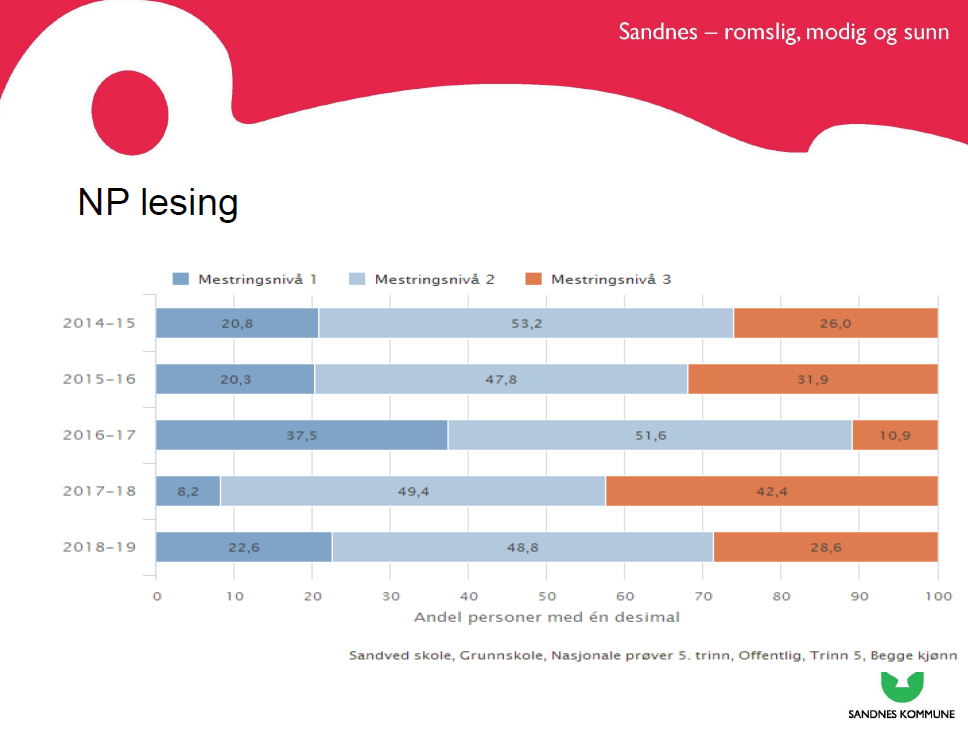 Sandnes – romslig, modig og sunn
NP lesing
Mestringsnivå 1 Mestringsnivå 2 Mestringsnivå 3
2014-15 20,8 53,2 26,0
2015-16 20,3 47,8 31,9
2016-17 37,5 51,6 10,9
2017-18 8,2 49,4 42,4
2018-19 22,6 48,8 28,6
0 10 20 30 40 50 60 70 80 90 100
Andel personer med én desimal
Sandved skole, Grunnskole, Nasjonale prøver 5. trinn, Offentlig, Trinn 5, Begge kjønn
SANDNES KOMMUNE